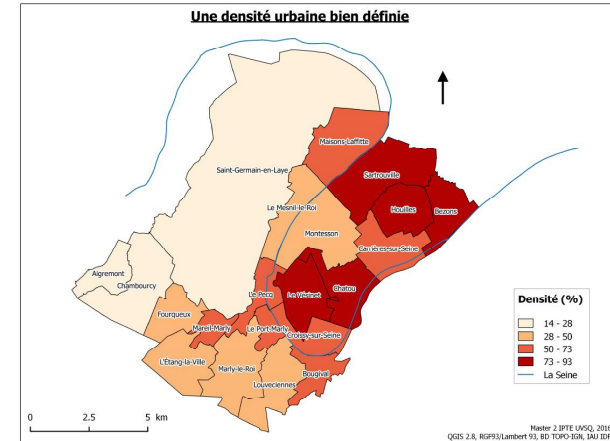 Une densité urbaine bien définie
Maisons-Laffitte
Saint-Germain-en-Laye
Sartrouville
Le Mesnil-le-Roi
Houilles
Bezons
Montesson
Carrières-sur-Seine
Aigremont
Chambourcy
Le Pecq
Le Vésinet
Chatou
Fourqueux
Mareil-Marly
Le Port-Marly
Croissy-sur-Seine
L'Étang-la-Ville
Marly-le-Roi
Bougival
Louveciennes
Densité (%)
14 - 28
28 - 50
50 - 73
73 - 93
La Seine
0 2.5 5 km
Master 2 IPTE UVSQ, 2016
QGIS 2.8, RGF93/Lambert 93, BD TOPO-IGN, IAU IDF